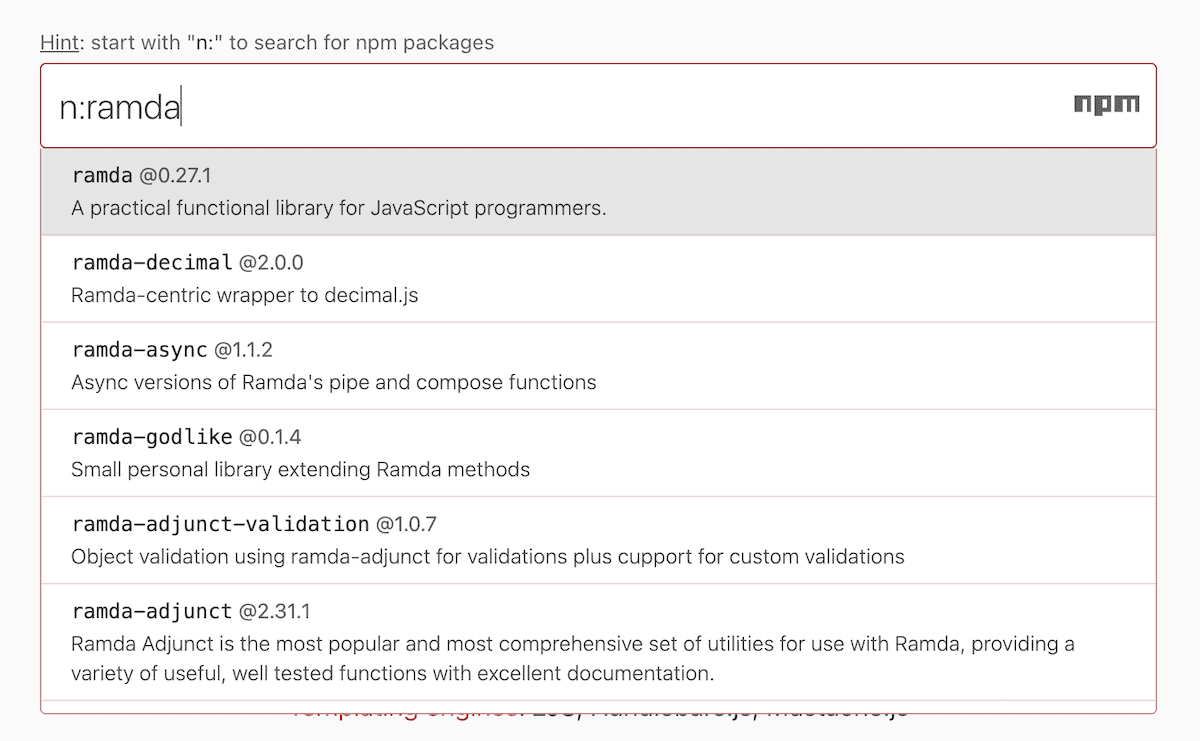 Hint: start with "n:" to search for npm packages
n:ramda
npm
ramda @0.27.1
A practical functional library for JavaScript programmers.
ramda-decimal @2.0.0
Ramda-centric wrapper to decimal.js
ramda-async @1.1.2
Async versions of Ramda's pipe and compose functions
ramda-godlike @0.1.4
Small personal library extending Ramda methods
ramda-adjunct-validation @1.0.7
Object validation using ramda-adjunct for validations plus cupport for custom validations
ramda-adjunct @2.31.1
Ramda Adjunct is the most popular and most comprehensive set of utilities for use with Ramda, providing a
variety of useful, well tested functions with excellent documentation.